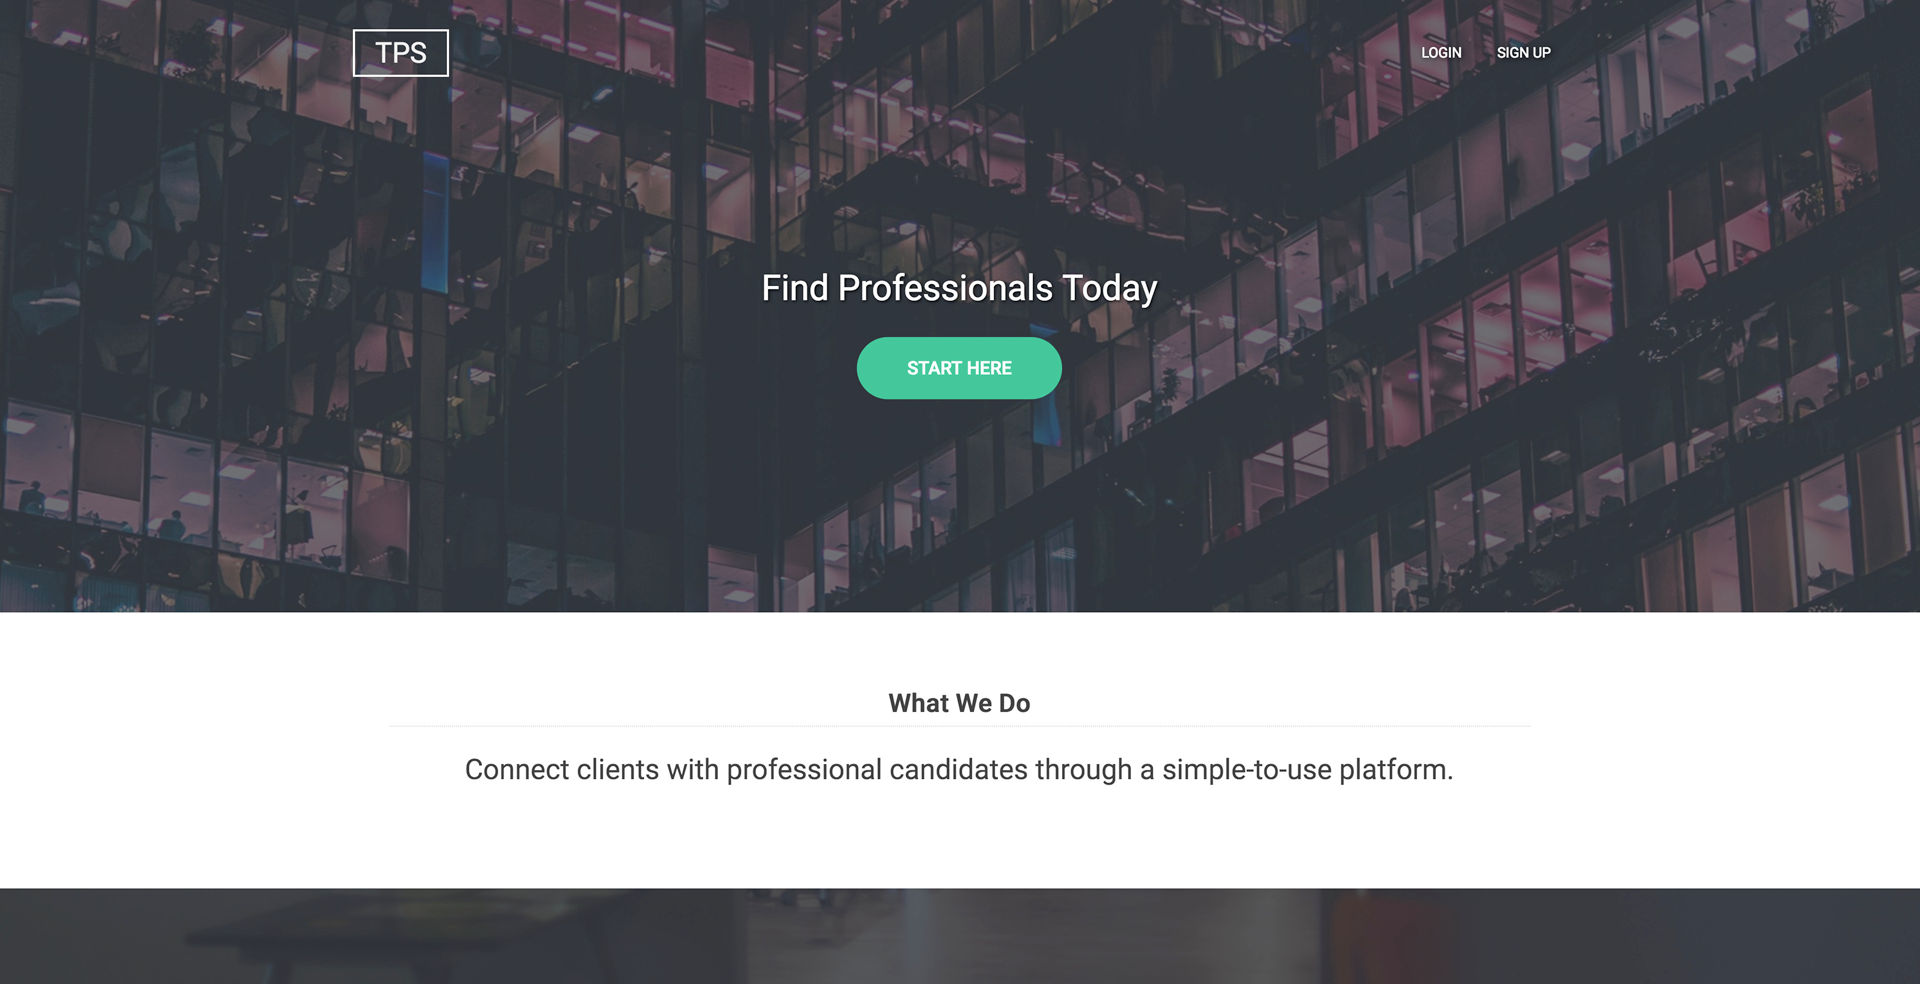 TPS
LOGIN
SIGN UP
Find Professionals Today
START HERE
What We Do
Connect clients with professional candidates through a simple-to-use platform.